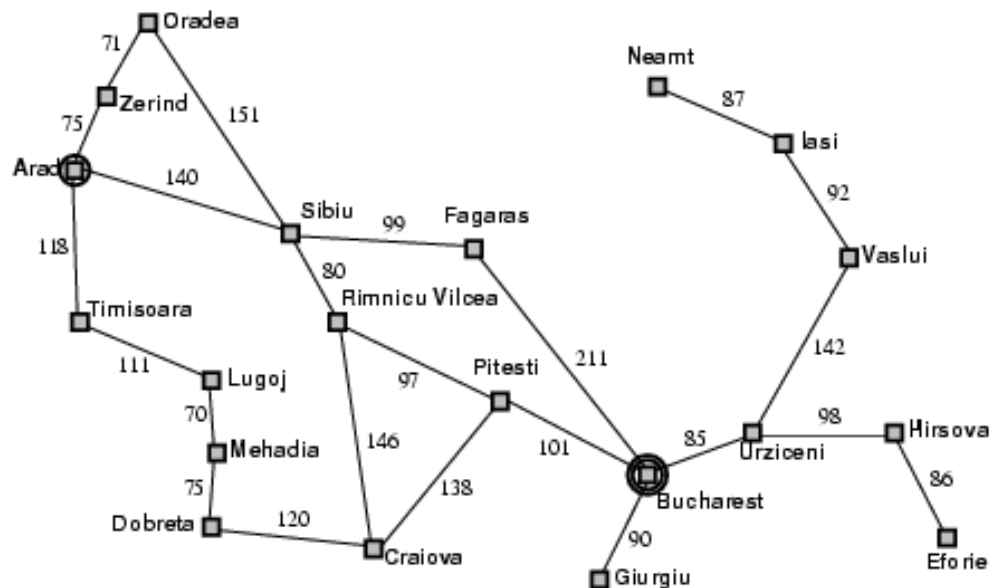 Oradea
71
Neamt
87
Zerind
75
151
Iasi
Arad
140
92
Sibiu
99
Fagaras
118
Vaslui
80
Timisoara
Rimnicu Vilcea
142
111
211
Lugoj
97
Pitesti
70
98
Hirsova
146
101
85
Urziceni
Mehadia
86
75
138
Bucharest
120
Dobreta
90
Craiova
Eforie
Giurgiu